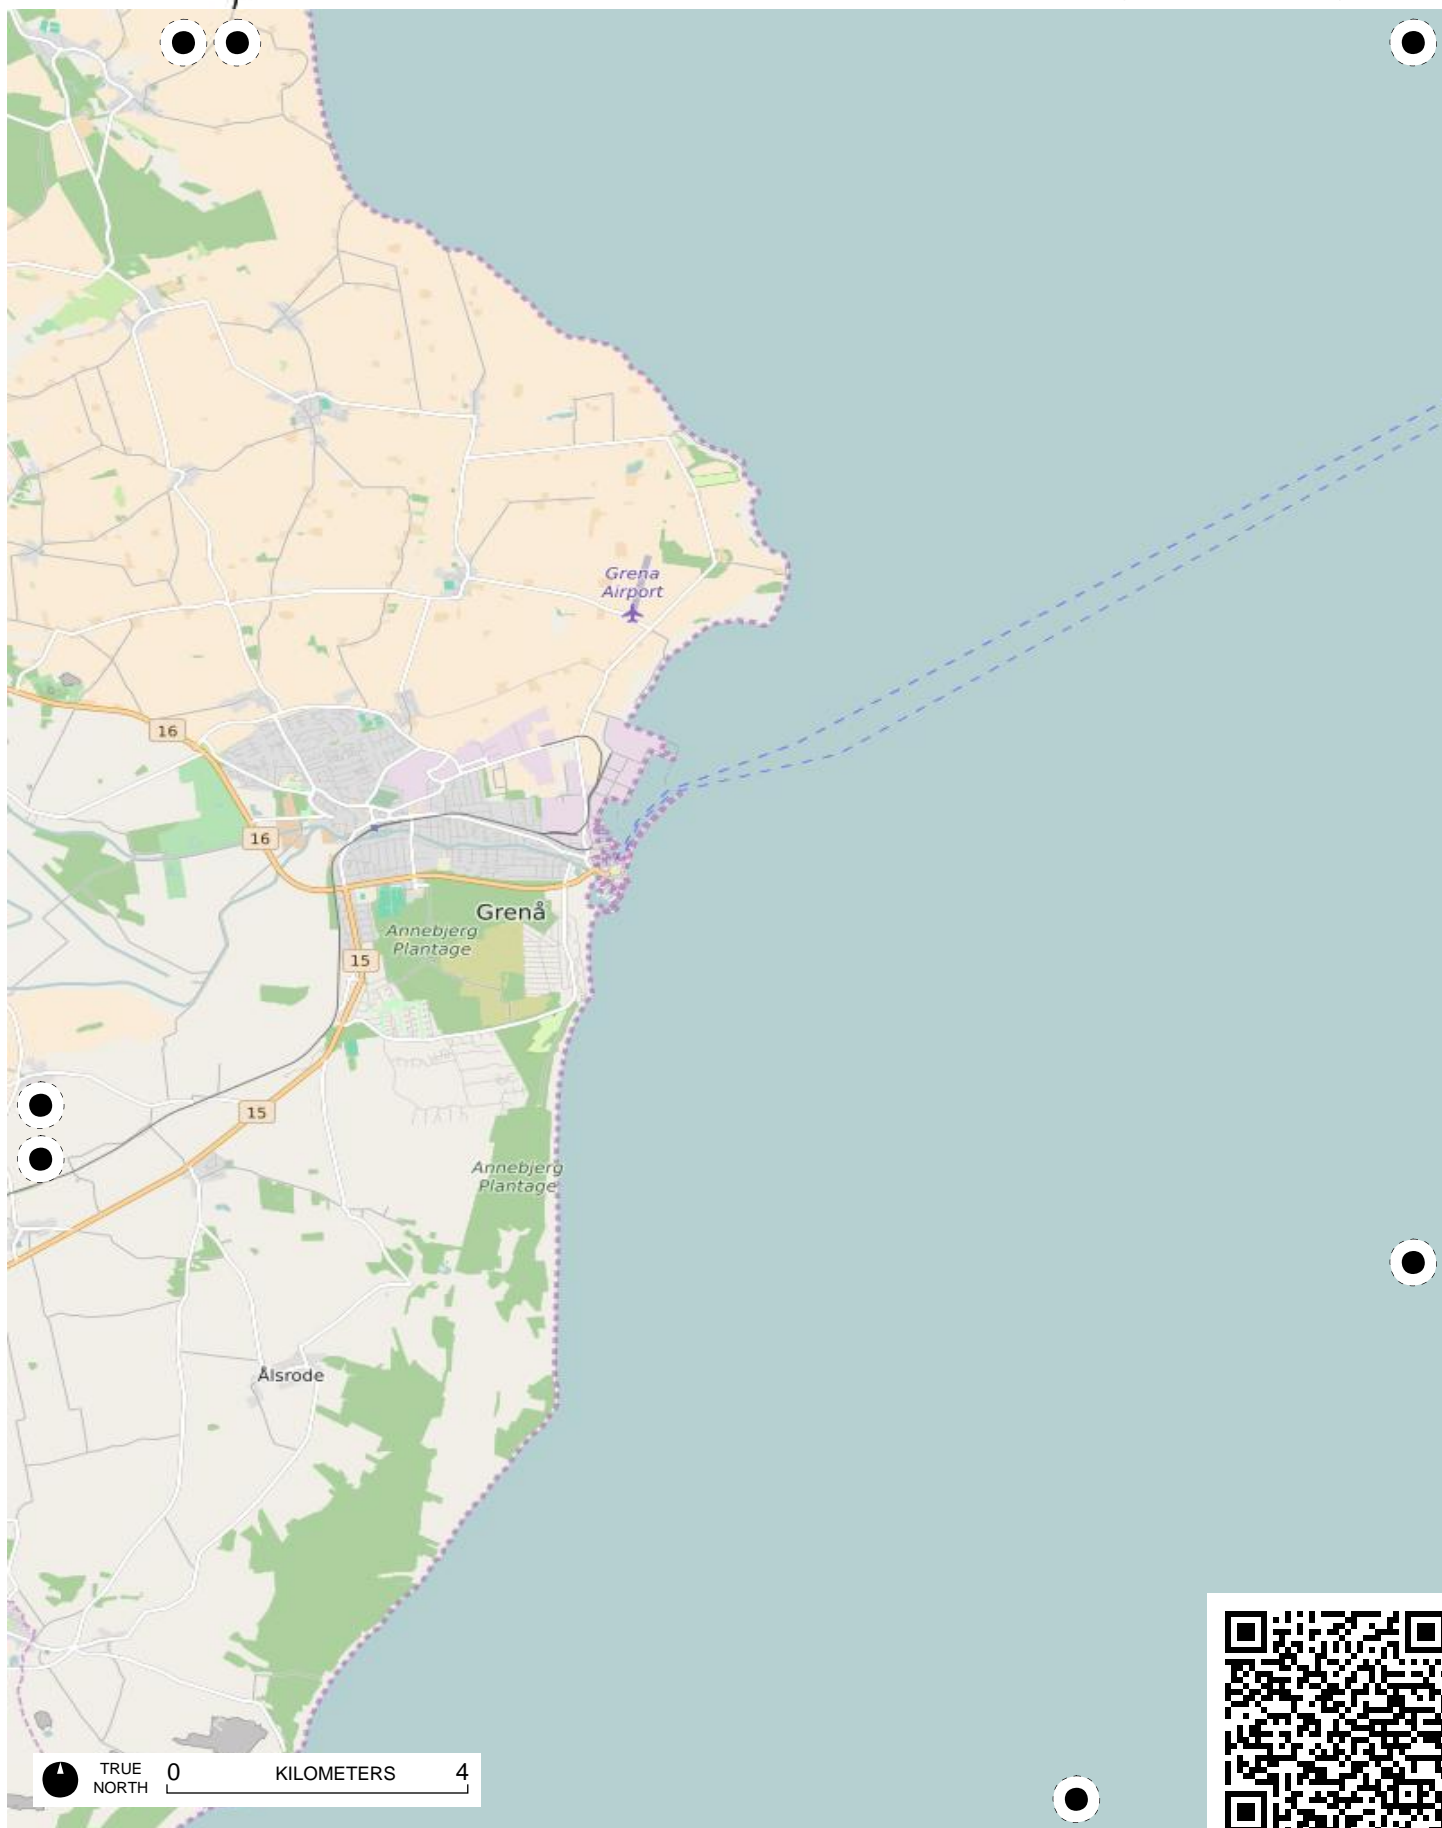 Grena
Airport
16
16
Grenå
Annebjerg
Plantage
15
15
Annebjerg
Plantage
Ålsrode
TRUE
NORTH
0 KILOMETERS 4